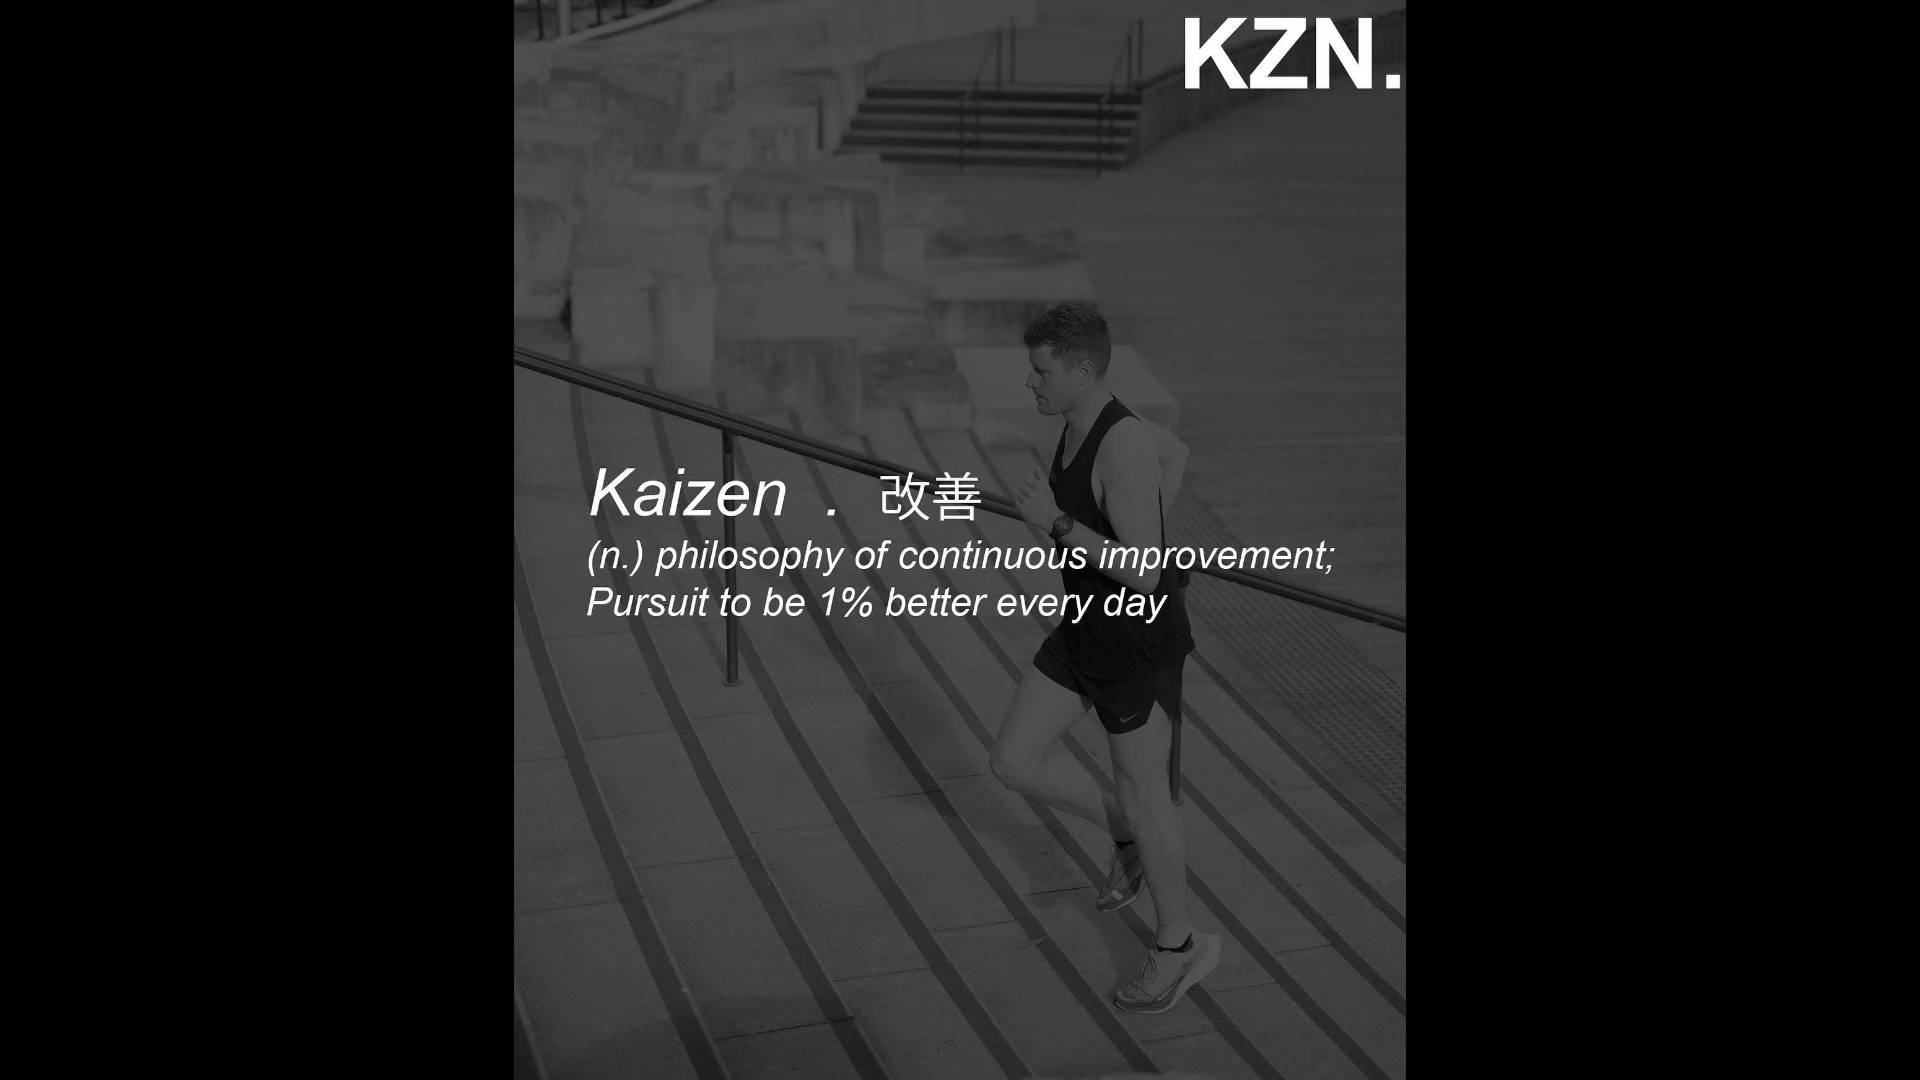 KZN.
Kaizen . 改善
(n.) philosophy of continuous improvement;
Pursuit to be 1% better every day